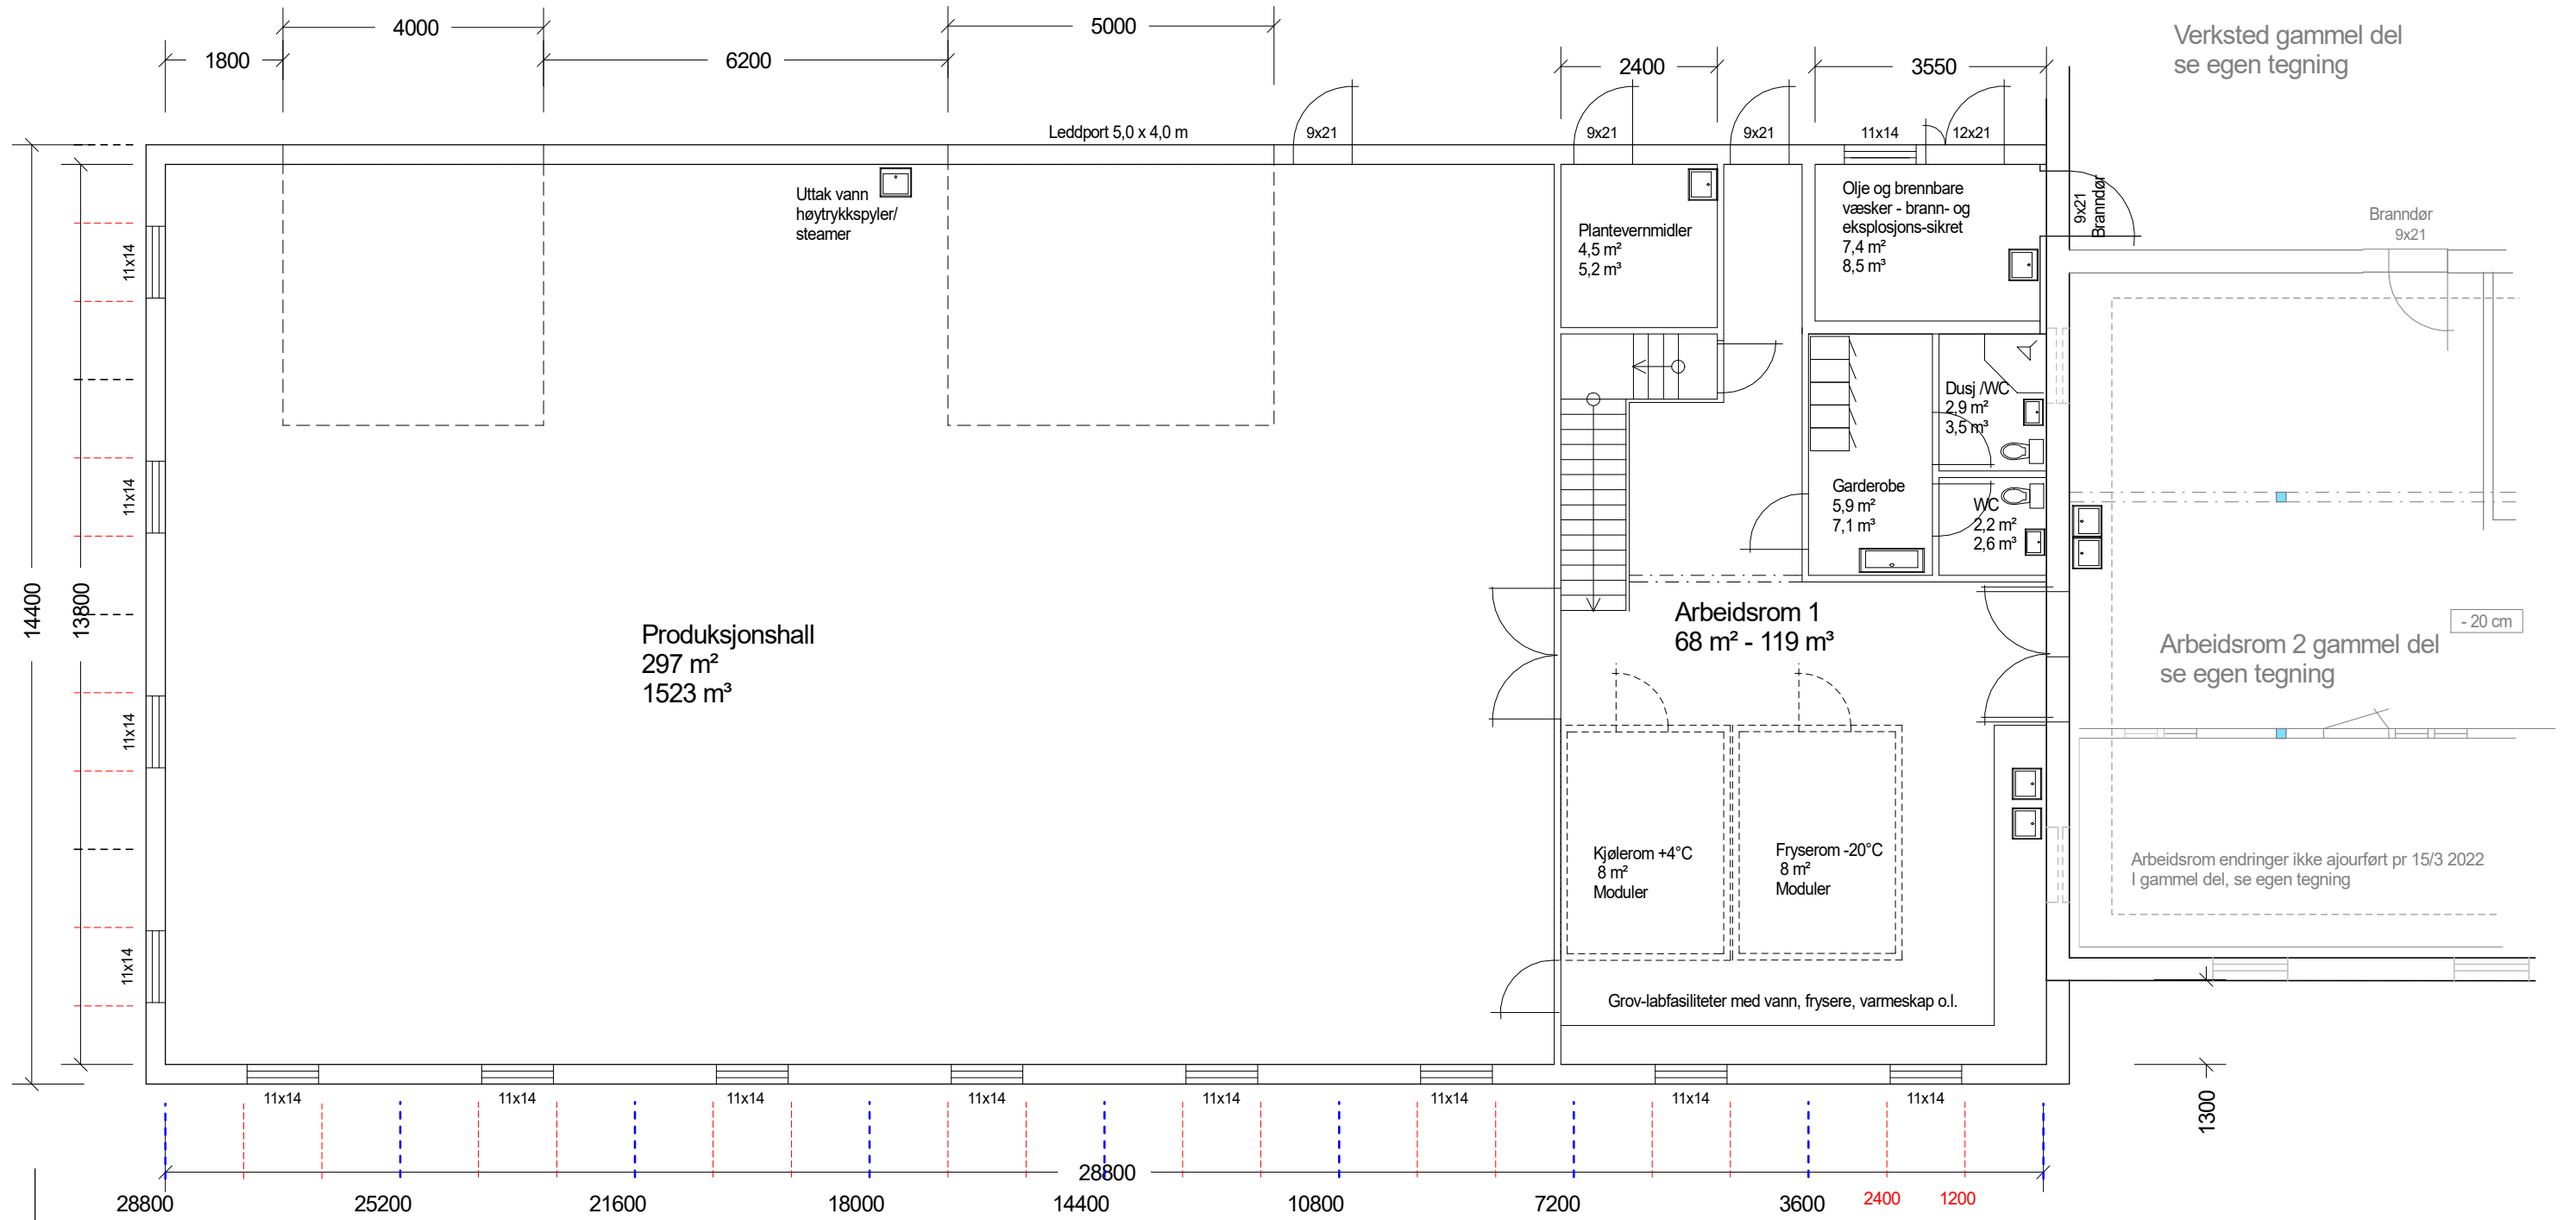 4000
5000
1800
6200
2400
3550
Verksted gammel del
se egen tegning
Leddport 5,0 x 4,0 m
9x21
9x21
9x21
11x14
12x21
Uttak vann
høytrykkspyler/
steamer
Plantevernmidler
4,5 m²
5,2 m³
Olje og brennbare
væsker - brann- og
eksplosjons-sikret
7,4 m²
8,5 m³
9x21
Branndør
Branndør
9x21
11x14
11x14
11x14
11x14
14400
13800
Dusj /WC
2,9 m²
3,5 m³
Garderobe
5,9 m²
7,1 m³
WC
2,2 m²
2,6 m³
Produksjonshall
297 m²
1523 m³
Arbeidsrom 1
68 m² - 119 m³
- 20 cm
Arbeidsrom 2 gammel del
se egen tegning
Kjølerom +4°C
8 m²
Moduler
Fryserom -20°C
8 m²
Moduler
Arbeidsrom endringer ikke ajourført pr 15/3 2022
I gammel del, se egen tegning
Grov-labfasiliteter med vann, frysere, varmeskap o.l.
11x14
11x14
11x14
11x14
11x14
11x14
11x14
11x14
1300
28800
28800
25200
21600
18000
14400
10800
7200
3600
2400
1200